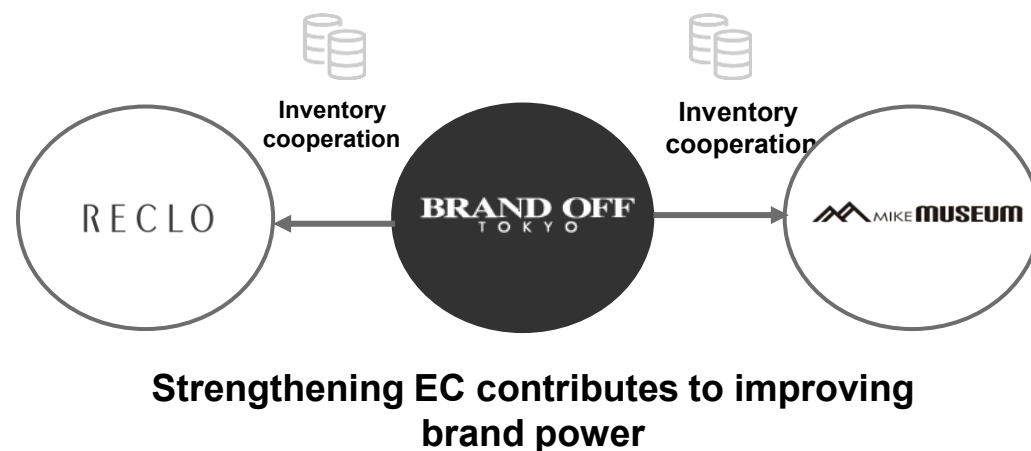 Inventory
cooperation
Inventory
cooperation
RECLO
BRAND OFF
TOKYO
MIKE MUSEUM
Strengthening EC contributes to improving
brand power